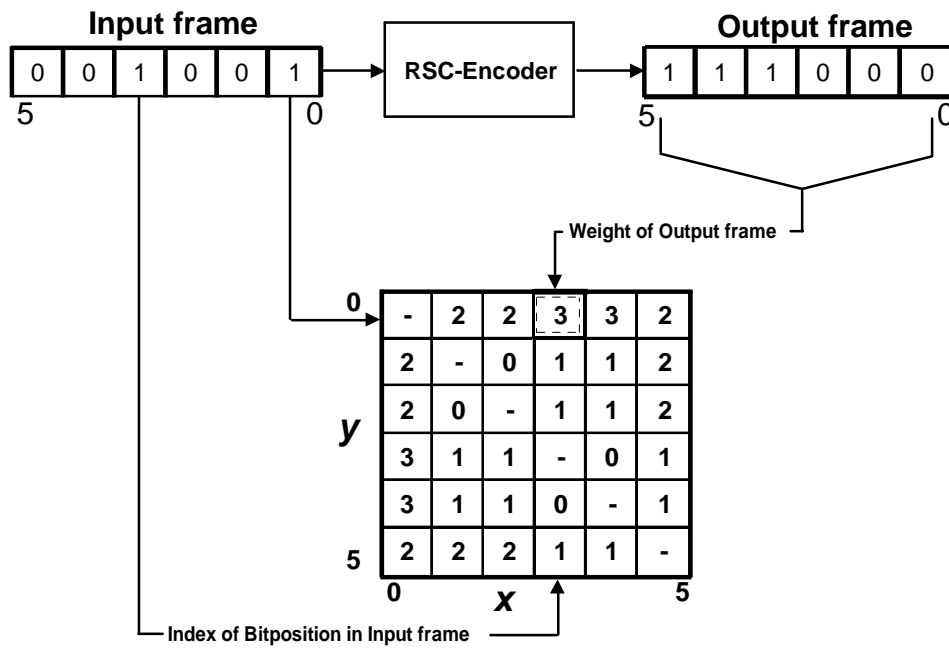 Input frame
Output frame
0 0 1 0 0 1
RSC-Encoder
1 1 1 0 0 0
5 0
5 0
Weight of Output frame
0
- 2 2 3 3 2
2 - 0 1 1 2
2 0 - 1 1 2
y
3 1 1 - 0 1
3 1 1 0 - 1
5
2 2 2 1 1 -
0 5
x
Index of Bitposition in Input frame